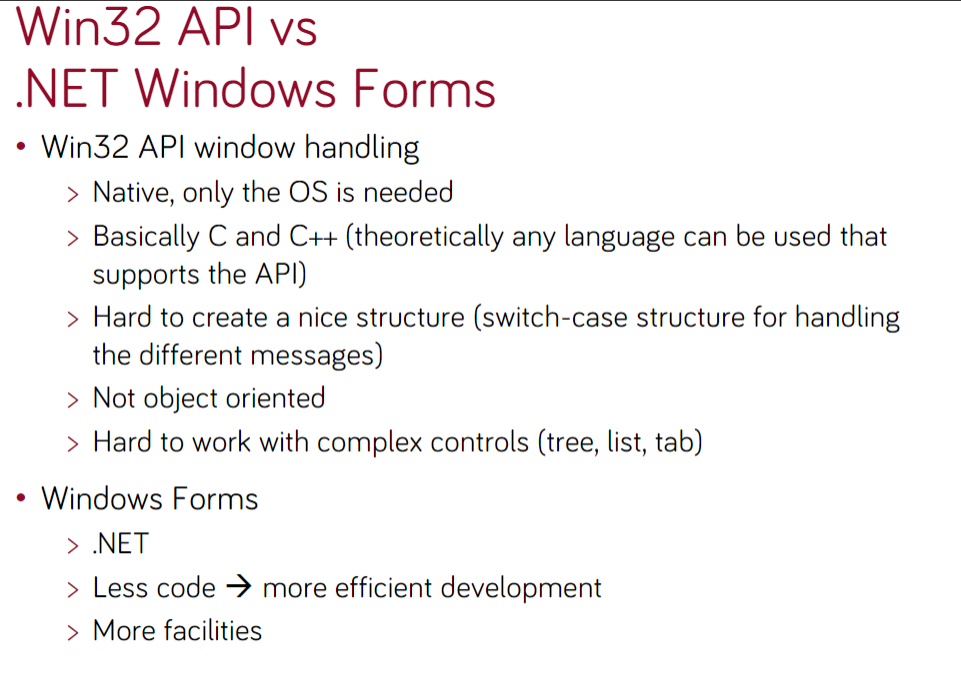 Win32 API vs
.NET Windows Forms
• Win32 API window handling
> Native, only the OS is needed
> Basically C and C++ (theoretically any language can be used that
supports the API)
> Hard to create a nice structure (switch-case structure for handling
the different messages)
> Not object oriented
> Hard to work with complex controls (tree, list, tab)
• Windows Forms
> .NET
> Less code → more efficient development
> More facilities